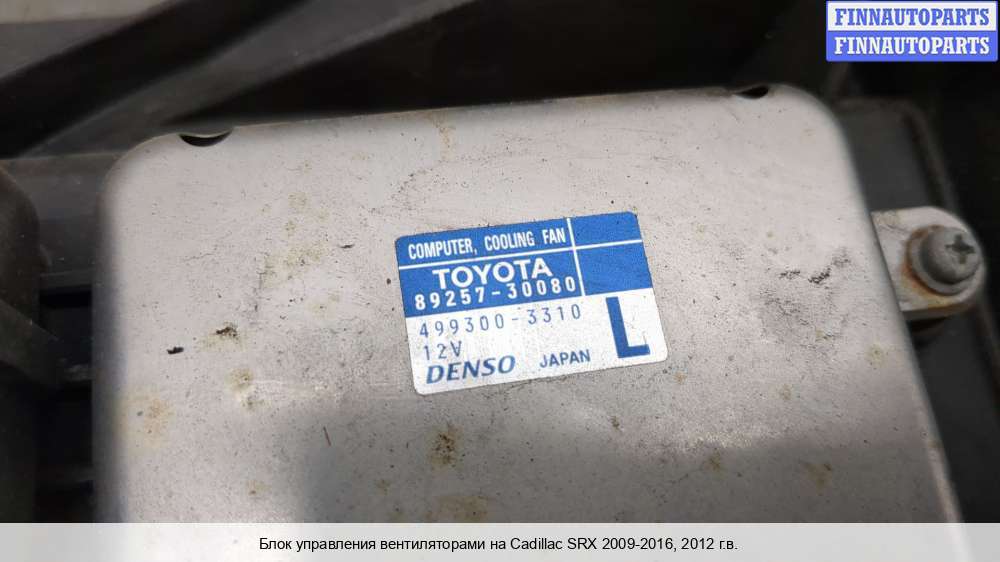 FINNAUTOPARTS
FINNAUTOPARTS
COMPUTER, COOLING FAN
TOYOTA
89257-30080
499300-3310
12V
L
DENSO JAPAN
Блок управления вентиляторами на Cadillac SRX 2009-2016, 2012 г.в.